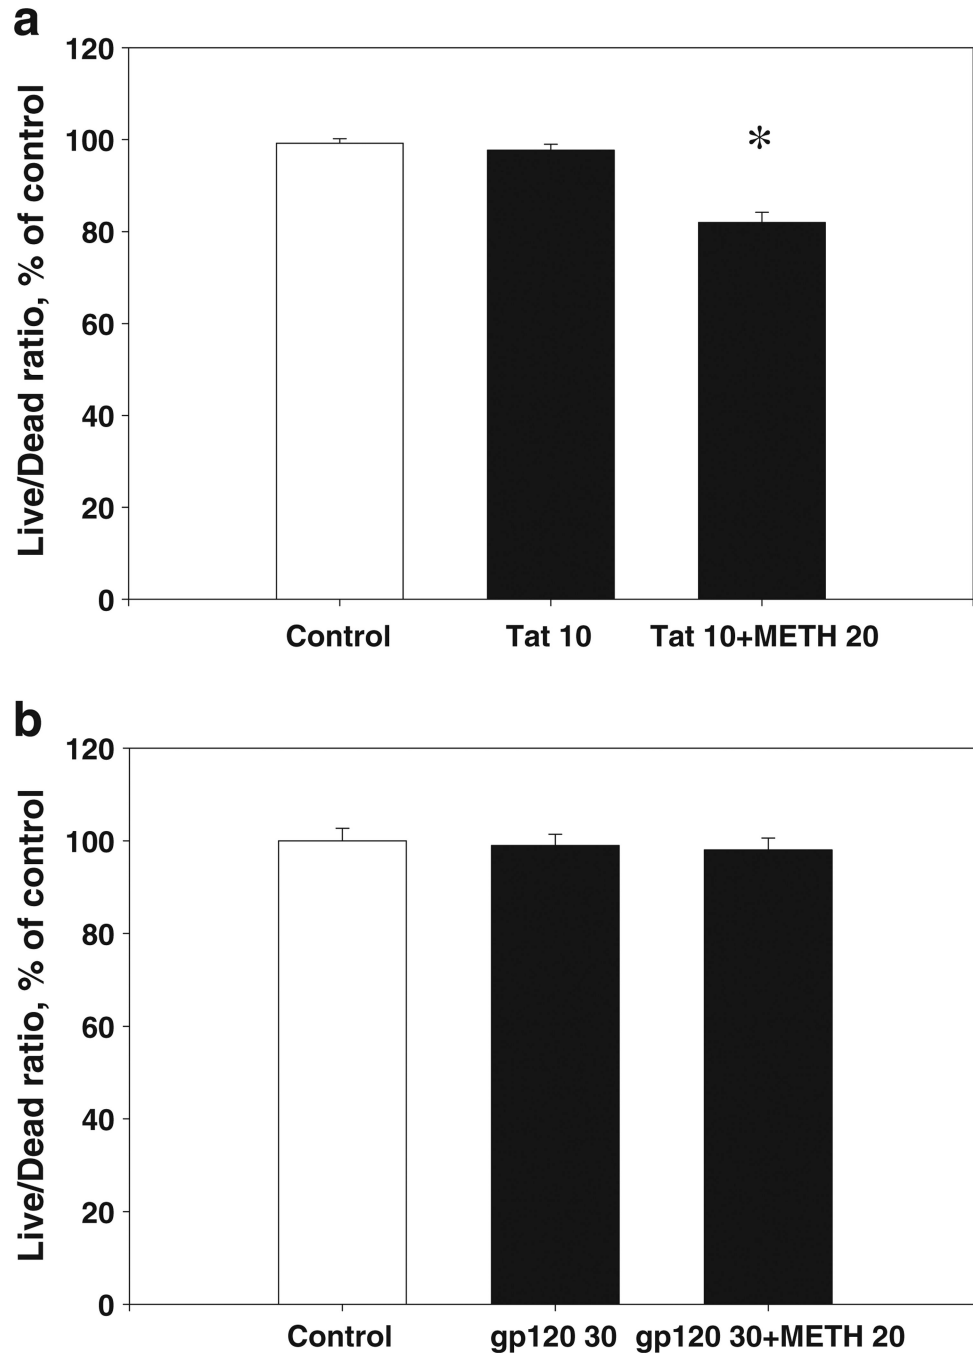 a
Live/Dead ratio, % of control
120
100
80
60
40
20
0
*
Control
Tat 10
Tat 10+METH 20
b
Live/Dead ratio, % of control
120
100
80
60
40
20
0
Control
gp120 30
gp120 30+METH 20